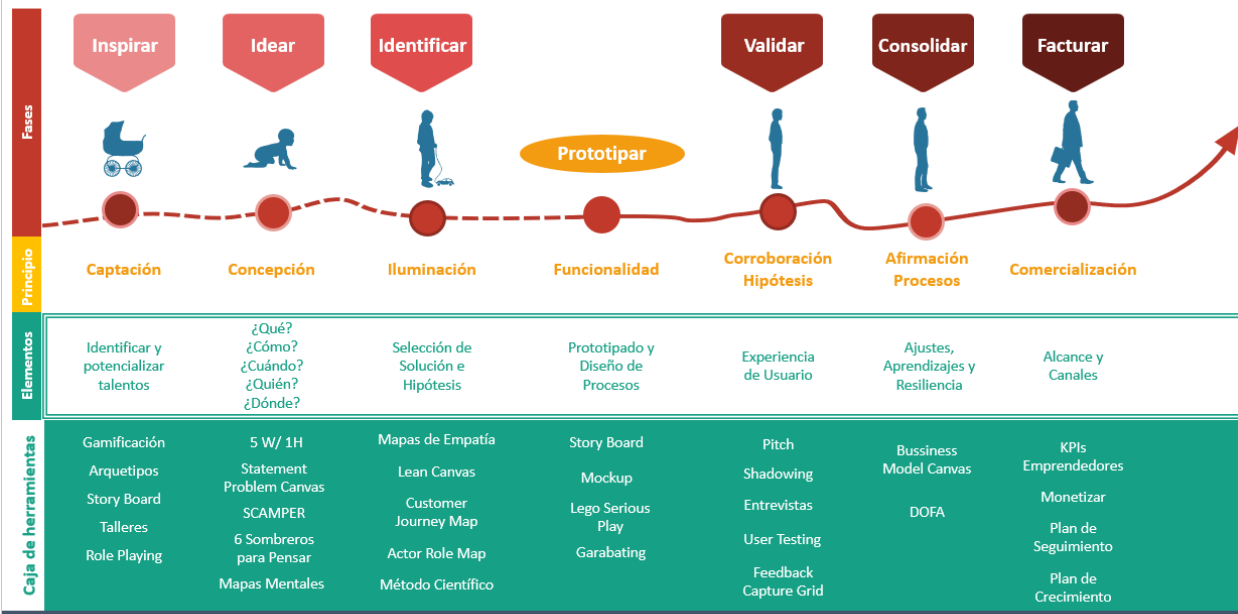 Fases
Inspirar
Idear
Identificar
Prototipar
Validar
Consolidar
Facturar
Principio
Captación
Concepción
Iluminación
Funcionalidad
Corroboración
Hipótesis
Afirmación
Procesos
Comercialización
Elementos
Identificar y
potencializar
talentos
¿Qué?
¿Cómo?
¿Cuándo?
¿Quién?
¿Dónde?
Selección de
Solución e
Hipótesis
Prototipado y
Diseño de
Procesos
Experiencia
de Usuario
Ajustes,
Aprendizajes y
Resiliencia
Alcance y
Canales
Caja de herramientas
Gamificación
Arquetipos
Story Board
Talleres
Role Playing
5 W/ 1H
Statement
Problem Canvas
SCAMPER
6 Sombreros
para Pensar
Mapas Mentales
Mapas de Empatía
Lean Canvas
Customer
Journey Map
Actor Role Map
Método Científico
Story Board
Mockup
Lego Serious
Play
Garabating
Pitch
Shadowing
Entrevistas
User Testing
Feedback
Capture Grid
Bussiness
Model Canvas
DOFA
KPIs
Emprendedores
Monetizar
Plan de
Seguimiento
Plan de
Crecimiento